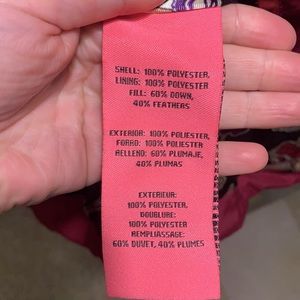 SHELL: 100% POLYESTER,
LINING: 100% POLYESTER
FILL: 60% DOWN,
40% FEATHERS
EXTERIOR: 100% POLIESTER,
FORRO: 100% POLIESTER
RELLENO: 60% PLUMAJE,
40% PLUMAS
EXTERIEUR:
100% POLYESTER,
DOUBLURE:
100% POLYESTER
REMPLIASSAGE:
60% DUVET, 40% PLUMES